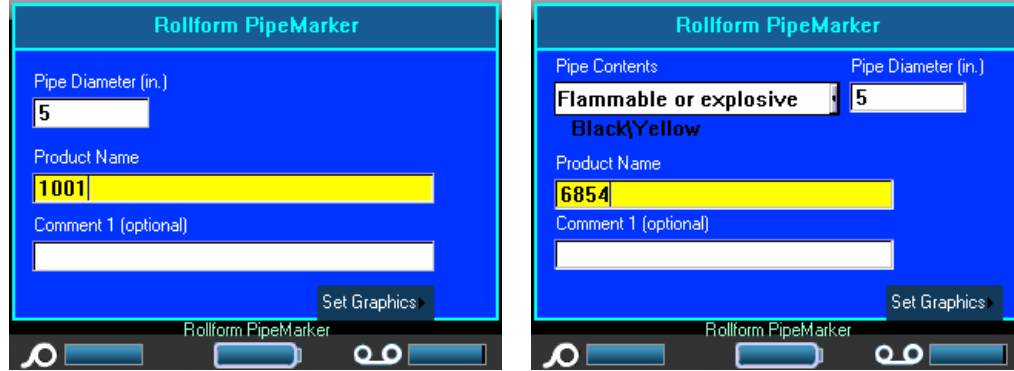 Rollform PipeMarker
Pipe Diameter (in.)
5
Product Name
1001
Comment 1 (optional)
Set Graphics
Rollform PipeMarker
Rollform PipeMarker
Pipe Contents
Pipe Diameter (in.)
Flammable or explosive
5
Black\Yellow
Product Name
6854
Comment 1 (optional)
Set Graphics
Rollform PipeMarker